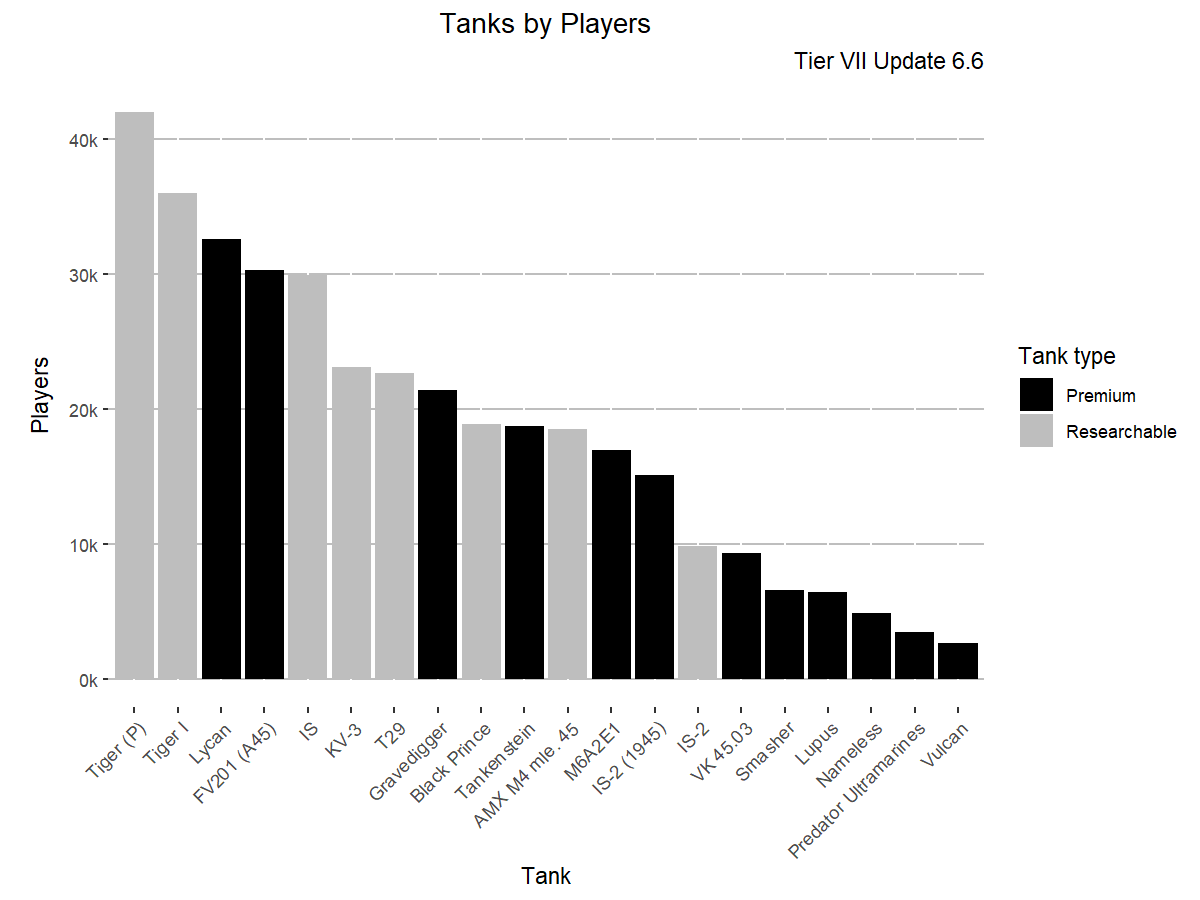 Tanks by Players
Tier VII Update 6.6
40k
30k
20k
10k
0k
Players
Tiger (P)
Tiger I
Lycan
FV201 (A45)
IS
KV-3
T29
Gravedigger
Black Prince
Tankenstein
AMX M4 mle. 45
M6A2E1
IS-2 (1945)
IS-2
VK 45.03
Smasher
Lupus
Nameless
Predator Ultramarines
Vulcan
Tank
Tank type
Premium
Researchable